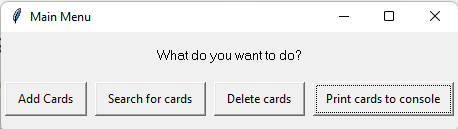 Main Menu
What do you want to do?
Add Cards Search for cards Delete cards Print cards to console